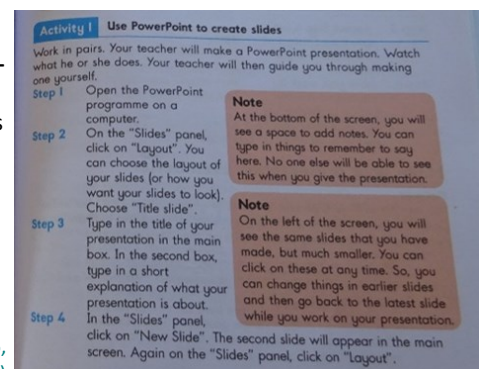 Activity 1 Use PowerPoint to create slides
Work in pairs. Your teacher will make a PowerPoint presentation. Watch
what he or she does. Your teacher will then guide you through making
one yourself.
Step 1 Open the PowerPoint
programme on a
computer.
Step 2 On the "Slides" panel,
click on "Layout". You
can choose the layout of
your slides (or how you
want your slides to look).
Choose "Title slide".
Step 3 Type in the title of your
presentation in the main
box. In the second box,
type in a short
explanation of what your
presentation is about.
Step 4 In the "Slides" panel,
click on "New Slide". The second slide will appear in the main
screen. Again on the "Slides" panel, click on "Layout".
Note
At the bottom of the screen, you will
see a space to add notes. You can
type in things to remember to say
here. No one else will be able to see
this when you give the presentation.
Note
On the left of the screen, you will
see the same slides that you have
made, but much smaller. You can
click on these at any time. So, you
can change things in earlier slides
and then go back to the latest slide
while you work on your presentation.